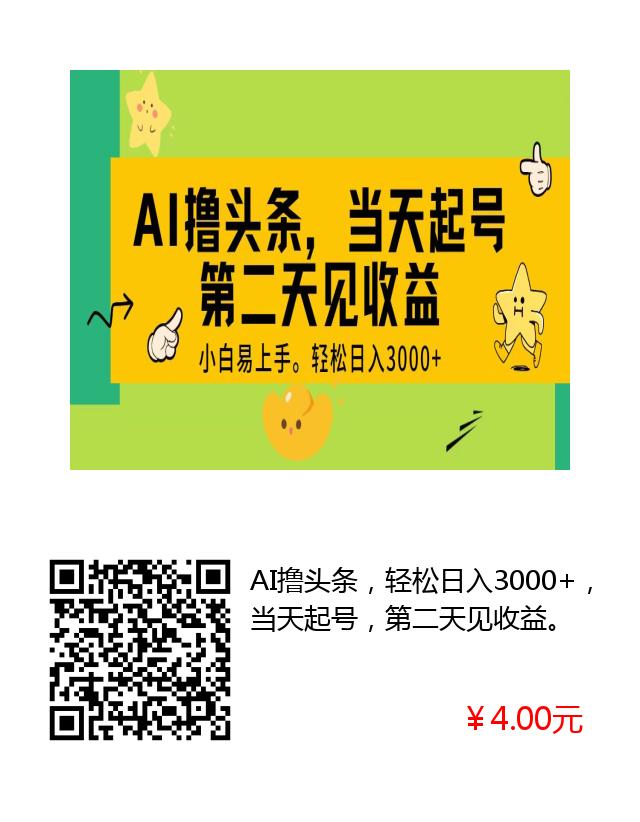 AI撸头条，当天起号
第二天见收益
小白易上手。轻松日入3000+
AI撸头条，轻松日入3000+，
当天起号，第二天见收益。
￥4.00元